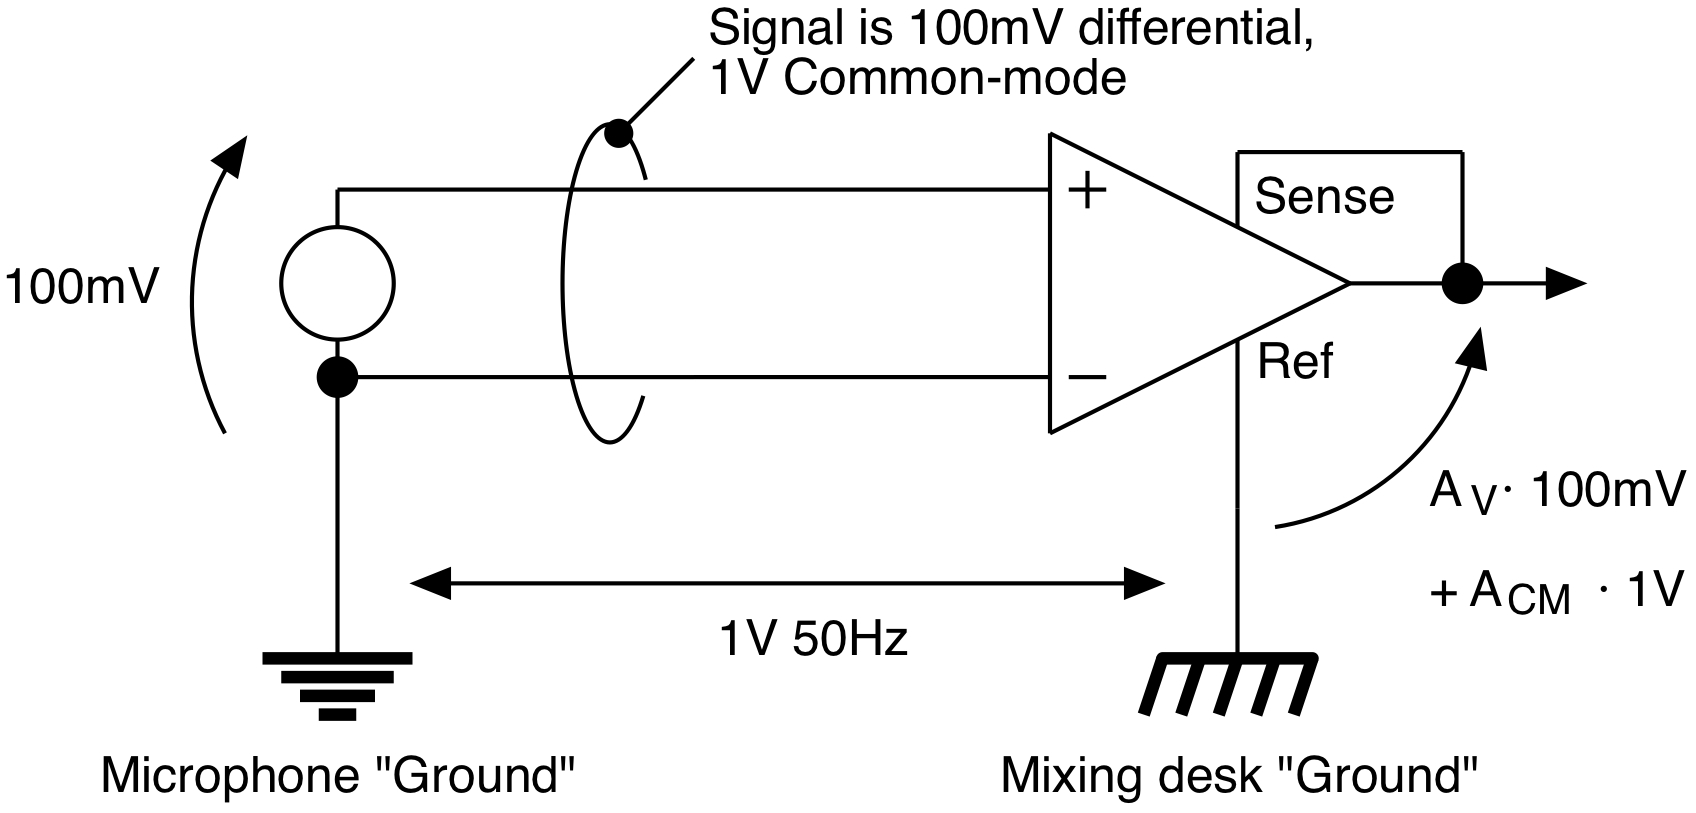 Signal is 100mV differential,
1V Common-mode
100mV
+
Sense
−
Ref
A V· 100mV
+ A CM · 1V
1V 50Hz
Microphone "Ground"
Mixing desk "Ground"